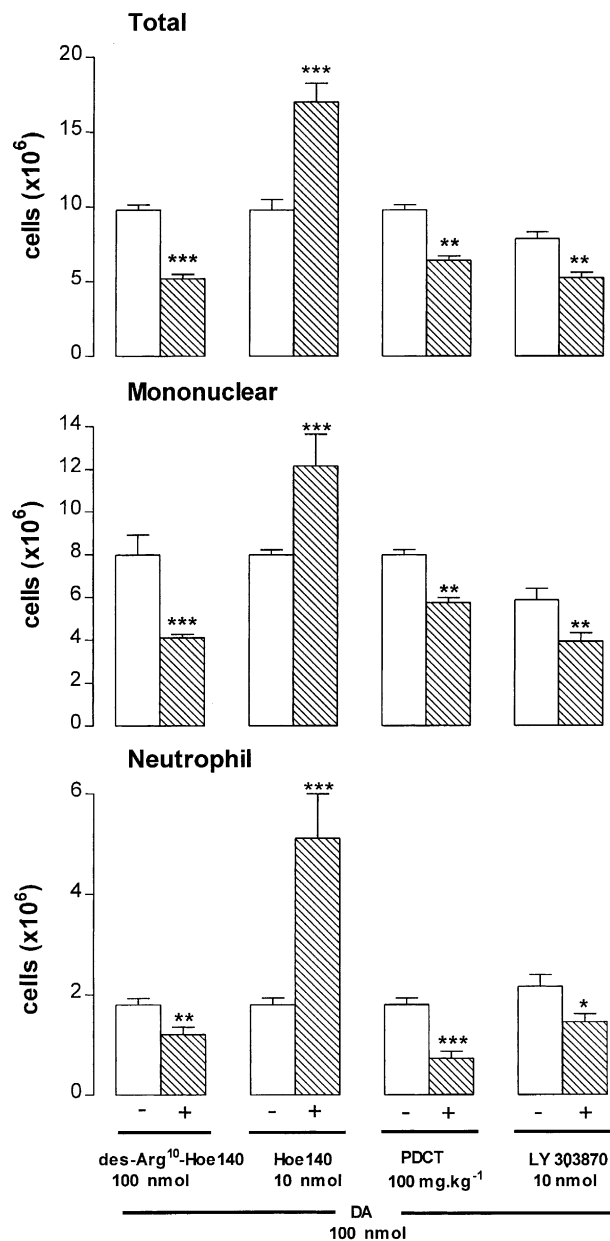 Total
cells (x10⁶)
20
15
10
5
0
***
***
**
**
Mononuclear
cells (x10⁶)
14
12
10
8
6
4
2
0
***
***
**
**
Neutrophil
cells (x10⁶)
6
4
2
0
**
***
***
*
- + - + - + - +
des-Arg¹⁰-Hoe140 Hoe140 PDCT LY 303870
100 nmol 10 nmol 100 mg.kg⁻¹ 10 nmol
DA
100 nmol